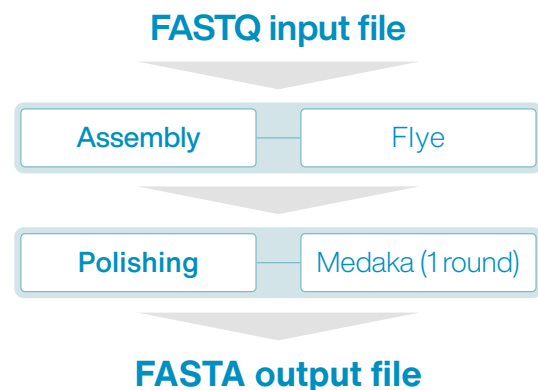 FASTQ input file
Assembly Flye
Polishing Medaka (1 round)
FASTA output file